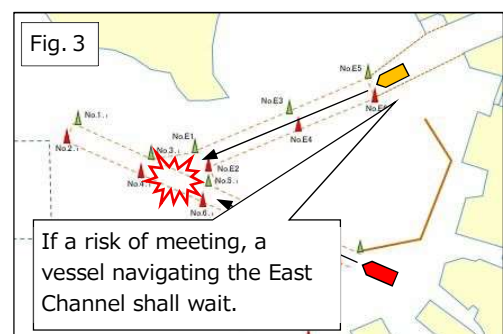 Fig. 3
No.E5
No.E3
No.E6
No.1
No.E4
No.E1
No.2
No.3
No.E2
No.4
No.5
No.6
If a risk of meeting, a
vessel navigating the East
Channel shall wait.